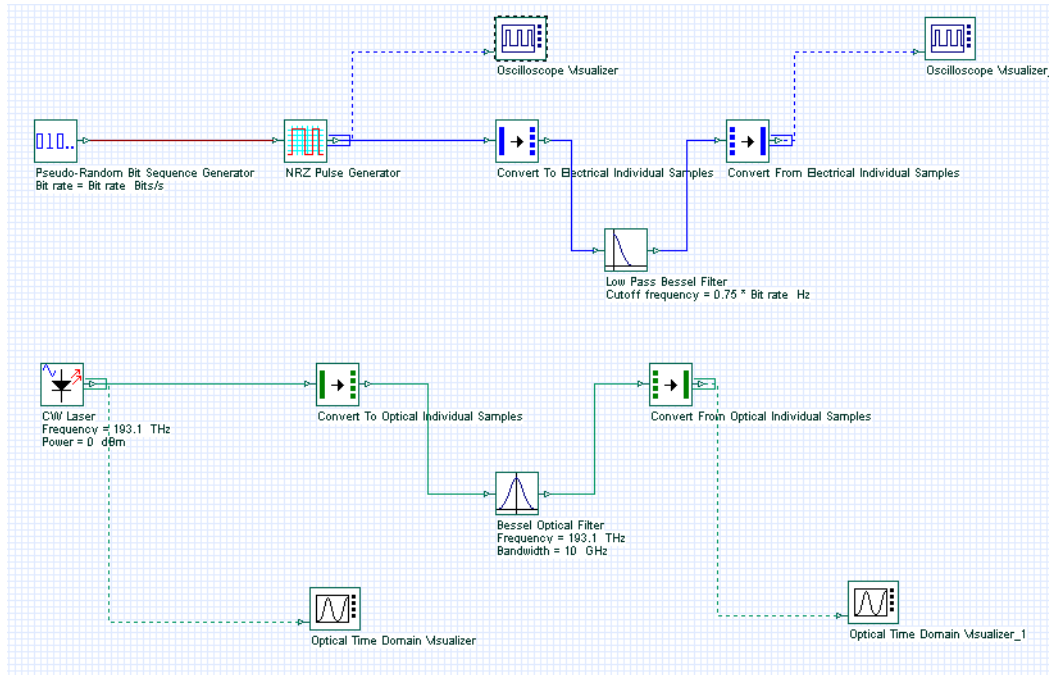 Oscilloscope Visualizer
Oscilloscope Visualizer_
010..
Pseudo-Random Bit Sequence Generator
Bit rate = Bit rate Bits/s
NRZ Pulse Generator
Convert To Electrical Individual Samples
Convert From Electrical Individual Samples
Low Pass Bessel Filter
Cutoff frequency = 0.75 * Bit rate Hz
CW Laser
Frequency = 193.1 THz
Power = 0 dBm
Convert To Optical Individual Samples
Convert From Optical Individual Samples
Bessel Optical Filter
Frequency = 193.1 THz
Bandwidth = 10 GHz
Optical Time Domain Visualizer
Optical Time Domain Visualizer_1